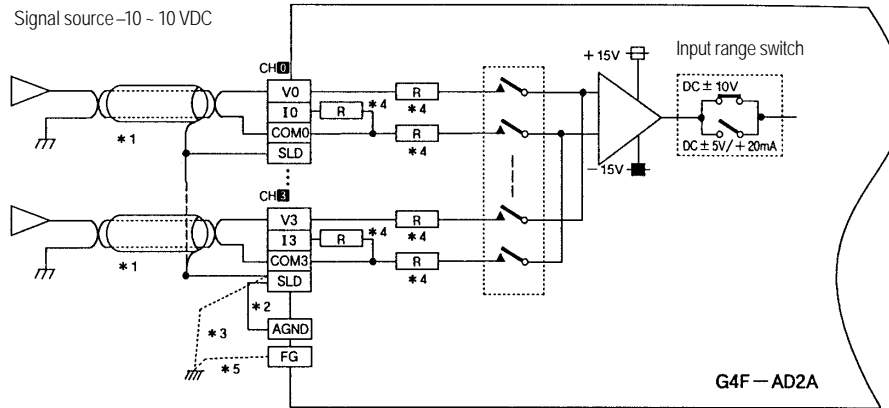 Signal source –10 ~ 10 VDC
CH0
V0
I0
COM0
SLD
R
R
R
*4
*4
*4
*1
+15V
−15V
Input range switch
DC ± 10V
DC ± 5V / + 20mA
CH3
V3
I3
COM3
SLD
R
R
R
*4
*4
*4
*1
*2
*3
AGND
FG
*5
G4F－AD2A